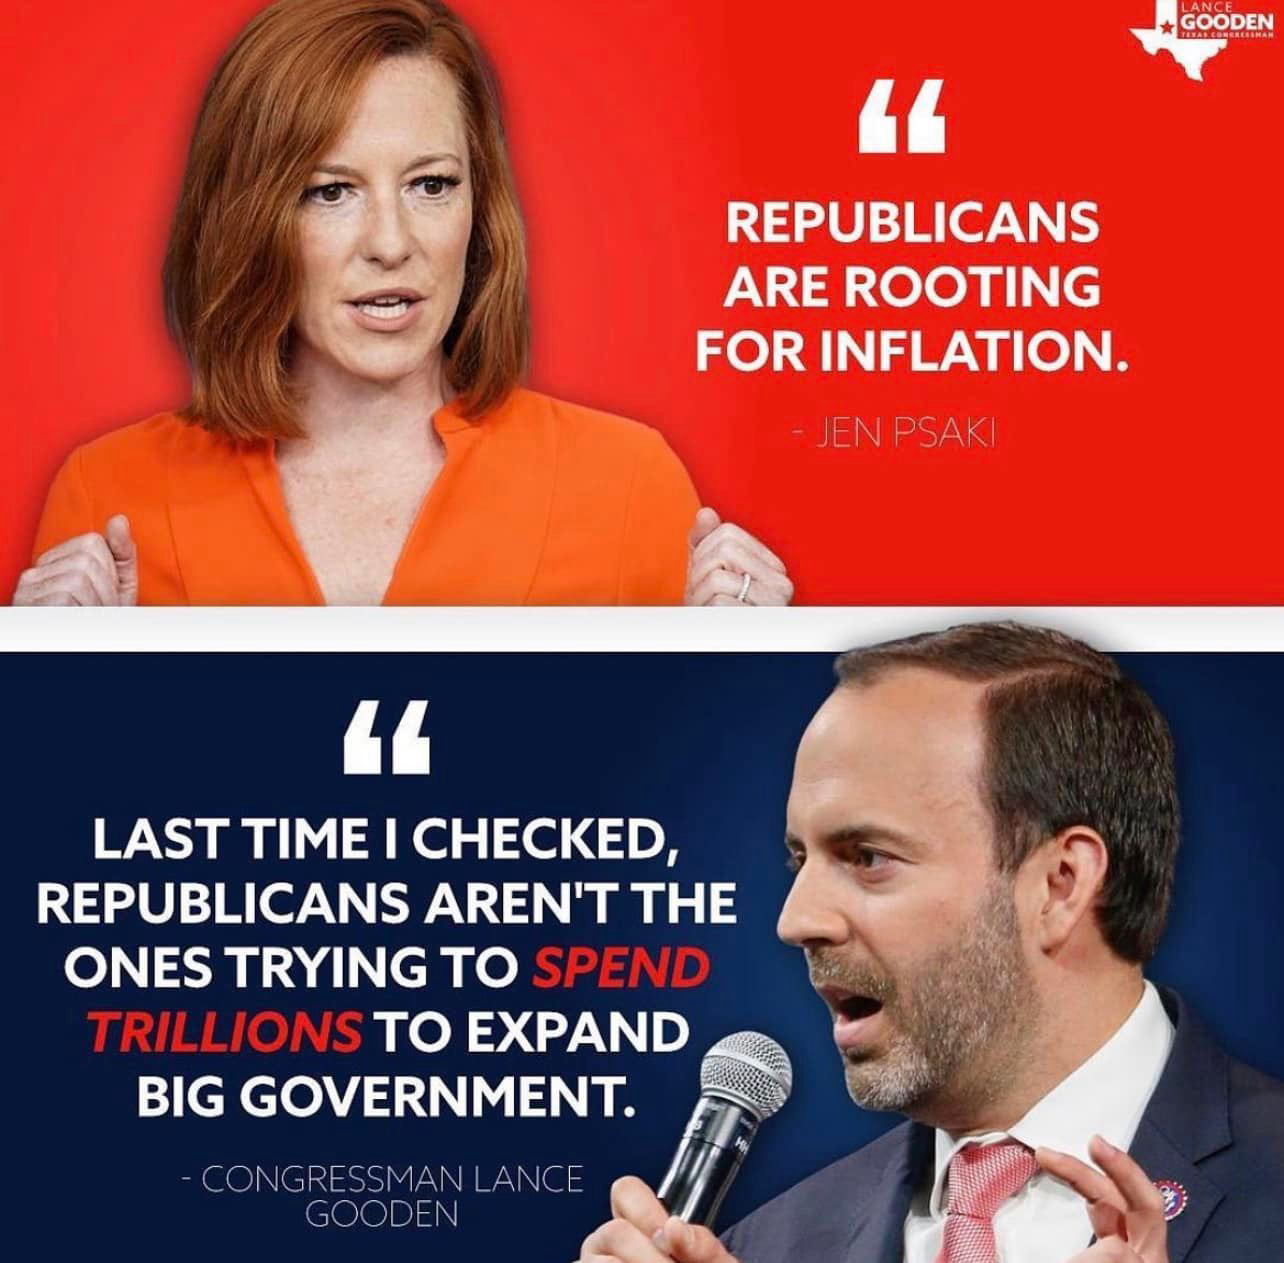 LANCE
GOODEN
TEXAS CONGRESSMAN
“
REPUBLICANS
ARE ROOTING
FOR INFLATION.
- JEN PSAKI
“
LAST TIME I CHECKED,
REPUBLICANS AREN'T THE
ONES TRYING TO SPEND
TRILLIONS TO EXPAND
BIG GOVERNMENT.
- CONGRESSMAN LANCE
GOODEN